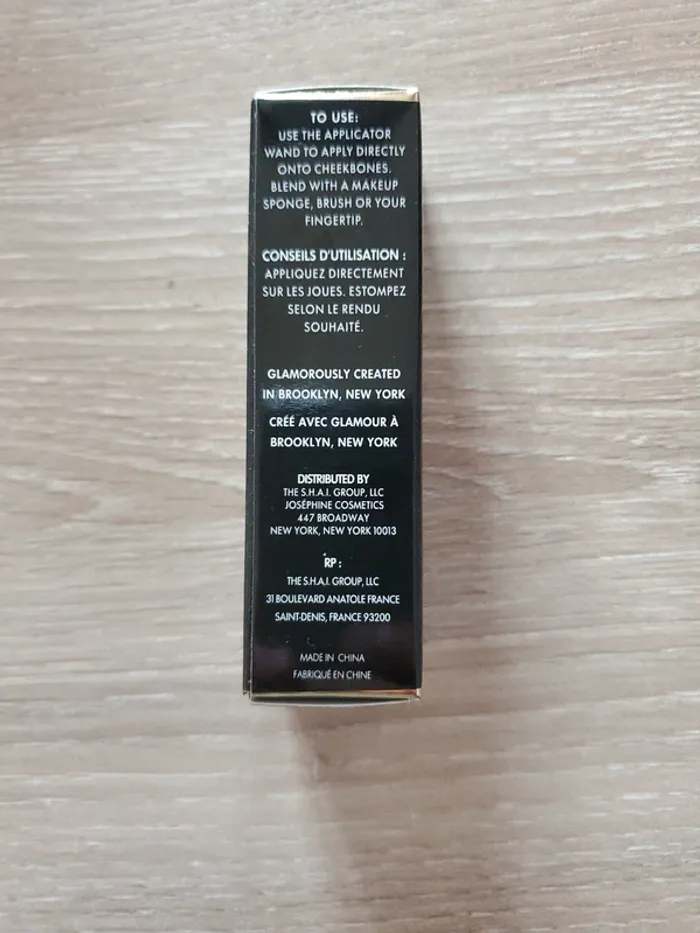 TO USE:
USE THE APPLICATOR
WAND TO APPLY DIRECTLY
ONTO CHEEKBONES.
BLEND WITH A MAKEUP
SPONGE, BRUSH OR YOUR
FINGERTIP.
CONSEILS D'UTILISATION :
APPLIQUEZ DIRECTEMENT
SUR LES JOUES. ESTOMPEZ
SELON LE RENDU
SOUHAITÉ.
GLAMOROUSLY CREATED
IN BROOKLYN, NEW YORK
CRÉÉ AVEC GLAMOUR À
BROOKLYN, NEW YORK
DISTRIBUTED BY
THE S.H.A.I. GROUP, LLC
JOSÉPHINE COSMETICS
447 BROADWAY
NEW YORK, NEW YORK 10013
RP :
THE S.H.A.I. GROUP, LLC
31 BOULEVARD ANATOLE FRANCE
SAINT-DENIS, FRANCE 93200
MADE IN CHINA
FABRIQUÉ EN CHINE